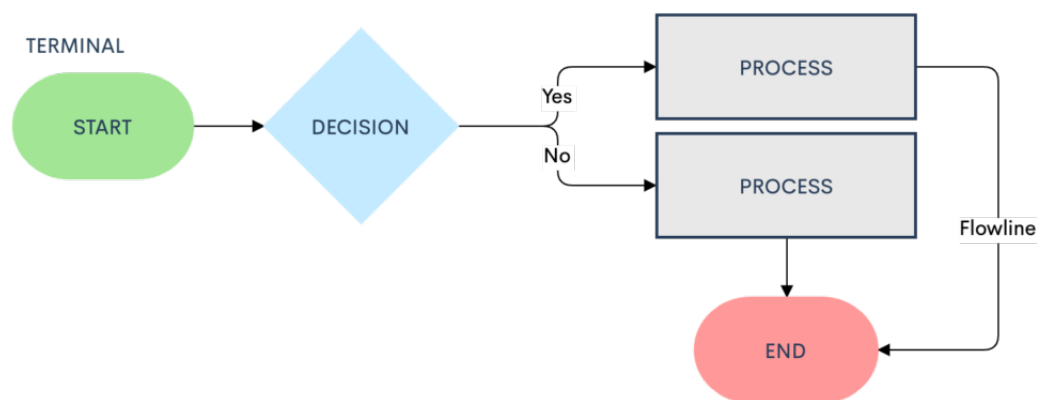 TERMINAL
START
DECISION
Yes
No
PROCESS
PROCESS
Flowline
END